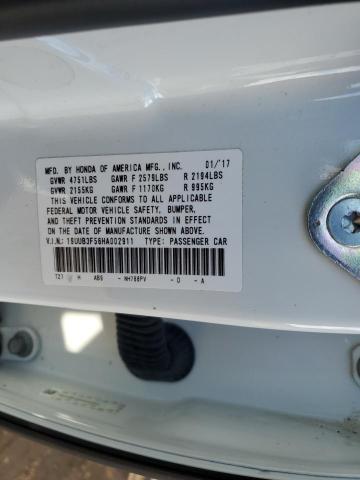 MFD. BY HONDA OF AMERICA MFG., INC. 01/'17
GVWR 4751LBS GAWR F 2579LBS R 2194LBS
GVWR 2155KG GAWR F 1170KG R 995KG
THIS VEHICLE CONFORMS TO ALL APPLICABLE
FEDERAL MOTOR VEHICLE SAFETY, BUMPER,
AND THEFT PREVENTION STANDARDS IN EFFECT
ON THE DATE OF MANUFACTURE SHOWN ABOVE.
V.I.N.: 19UUB3F56HA002911 TYPE: PASSENGER CAR
TZ7 H ABG - NH788PV - D - A